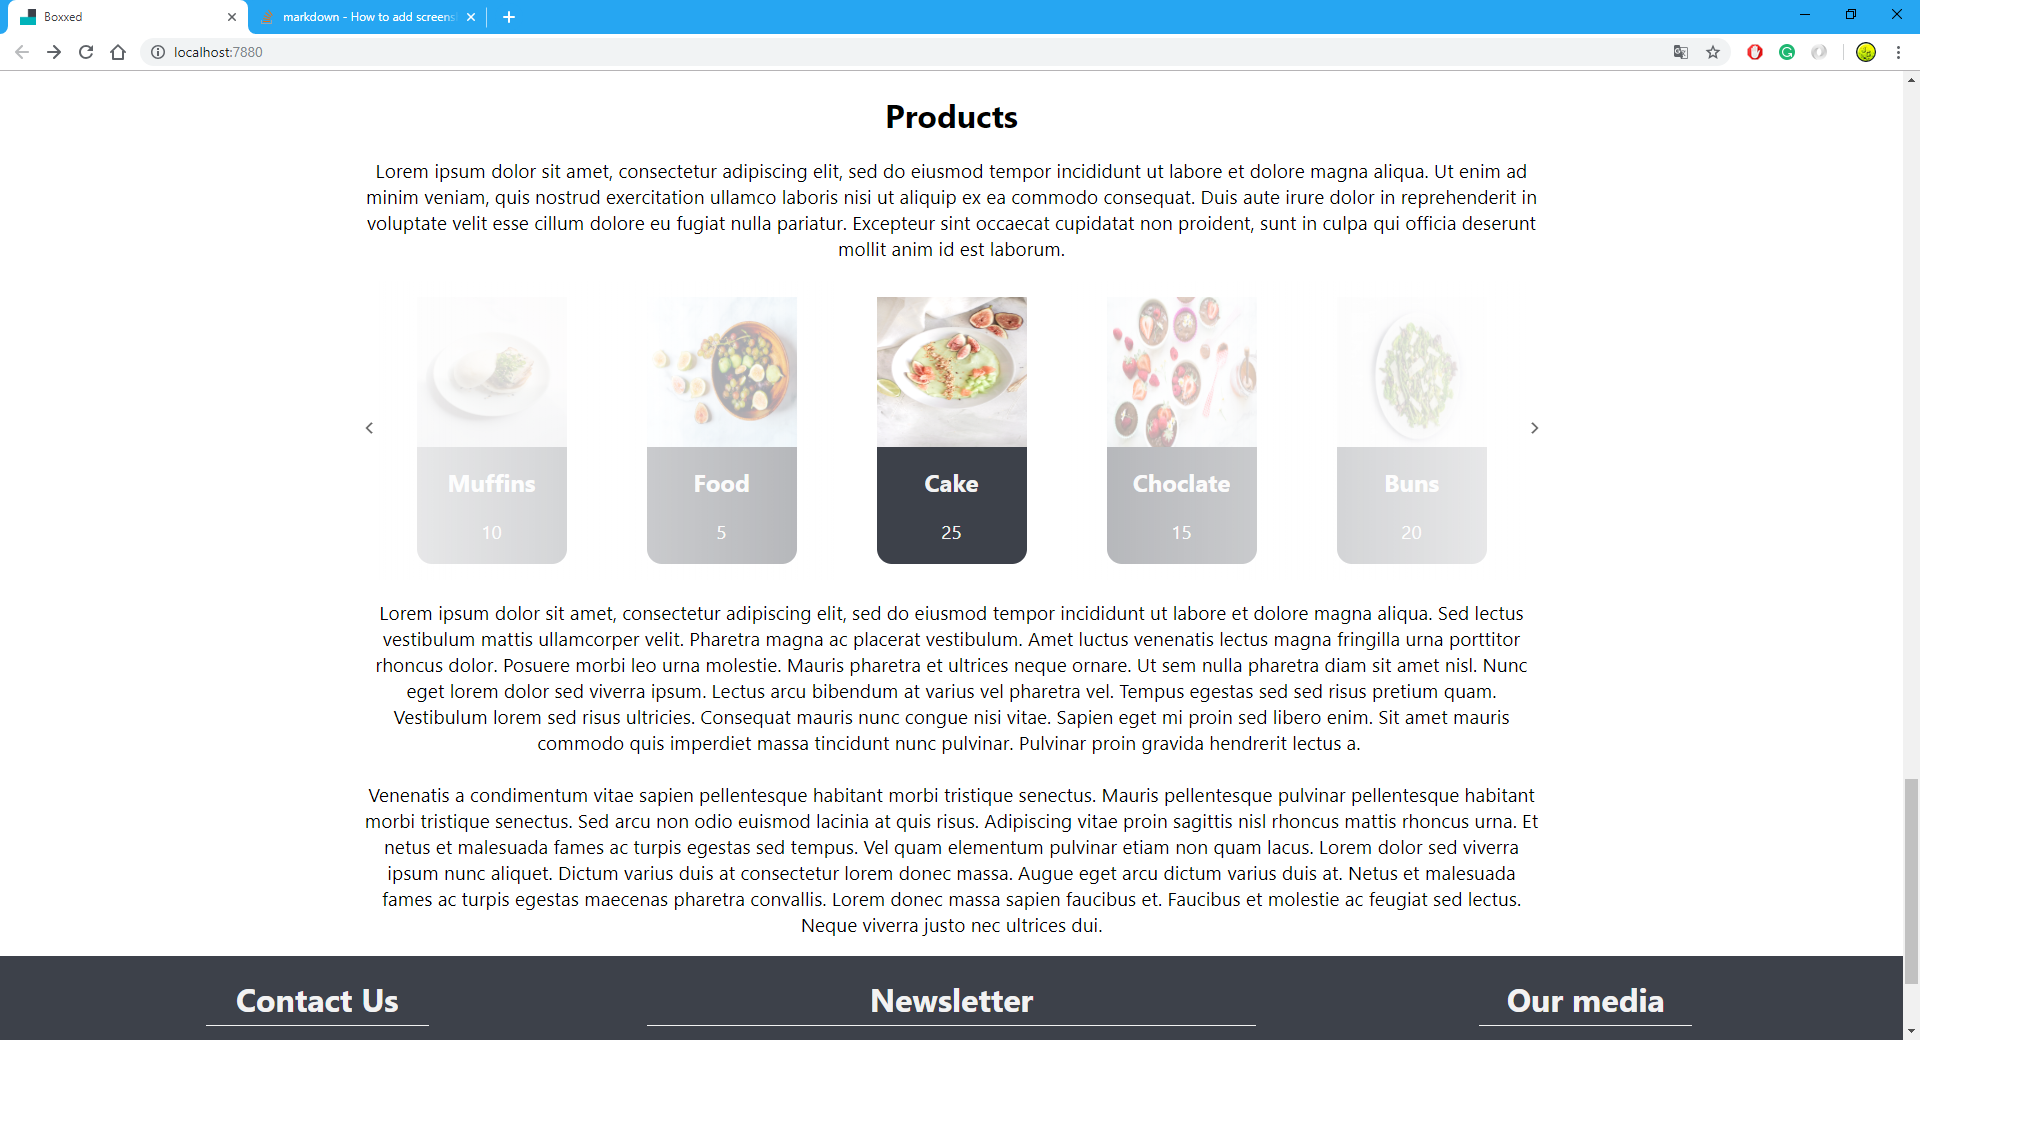 Boxxed
markdown - How to add screens
localhost:7880
Products
Lorem ipsum dolor sit amet, consectetur adipiscing elit, sed do eiusmod tempor incididunt ut labore et dolore magna aliqua. Ut enim ad
minim veniam, quis nostrud exercitation ullamco laboris nisi ut aliquip ex ea commodo consequat. Duis aute irure dolor in reprehenderit in
voluptate velit esse cillum dolore eu fugiat nulla pariatur. Excepteur sint occaecat cupidatat non proident, sunt in culpa qui officia deserunt
mollit anim id est laborum.
Muffins
10
Food
5
Cake
25
Choclate
15
Buns
20
Lorem ipsum dolor sit amet, consectetur adipiscing elit, sed do eiusmod tempor incididunt ut labore et dolore magna aliqua. Sed lectus
vestibulum mattis ullamcorper velit. Pharetra magna ac placerat vestibulum. Amet luctus venenatis lectus magna fringilla urna porttitor
rhoncus dolor. Posuere morbi leo urna molestie. Mauris pharetra et ultrices neque ornare. Ut sem nulla pharetra diam sit amet nisl. Nunc
eget lorem dolor sed viverra ipsum. Lectus arcu bibendum at varius vel pharetra vel. Tempus egestas sed sed risus pretium quam.
Vestibulum lorem sed risus ultricies. Consequat mauris nunc congue nisi vitae. Sapien eget mi proin sed libero enim. Sit amet mauris
commodo quis imperdiet massa tincidunt nunc pulvinar. Pulvinar proin gravida hendrerit lectus a.
Venenatis a condimentum vitae sapien pellentesque habitant morbi tristique senectus. Mauris pellentesque pulvinar pellentesque habitant
morbi tristique senectus. Sed arcu non odio euismod lacinia at quis risus. Adipiscing vitae proin sagittis nisl rhoncus mattis rhoncus urna. Et
netus et malesuada fames ac turpis egestas sed tempus. Vel quam elementum pulvinar etiam non quam lacus. Lorem dolor sed viverra
ipsum nunc aliquet. Dictum varius duis at consectetur lorem donec massa. Augue eget arcu dictum varius duis at. Netus et malesuada
fames ac turpis egestas maecenas pharetra convallis. Lorem donec massa sapien faucibus et. Faucibus et molestie ac feugiat sed lectus.
Neque viverra justo nec ultrices dui.
Contact Us
Newsletter
Our media